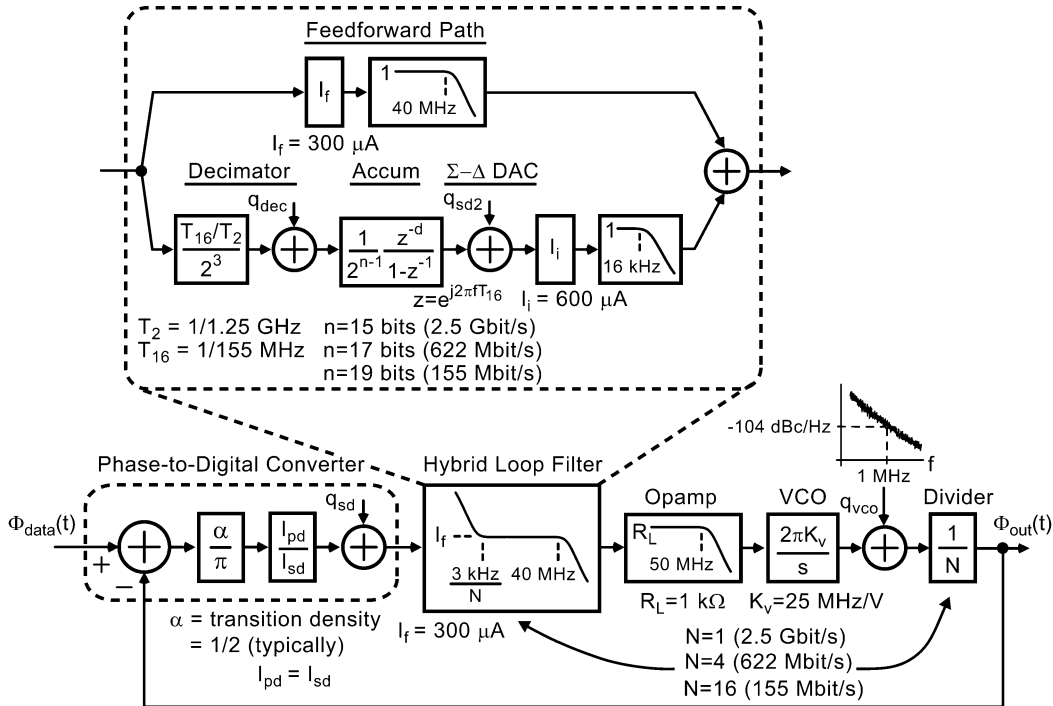 Feedforward Path
I_f
1
40 MHz
I_f = 300 μA
Decimator
Accum
Σ−Δ DAC
q_dec
q_sd2
T_16/T_2
2^3
1
2^{n-1}
z^{-d}
1-z^{-1}
I_i
1
16 kHz
z=e^{j2πfT_16}
I_i = 600 μA
T_2 = 1/1.25 GHz
n=15 bits (2.5 Gbit/s)
T_16 = 1/155 MHz
n=17 bits (622 Mbit/s)
n=19 bits (155 Mbit/s)
-104 dBc/Hz
f
1 MHz
Phase-to-Digital Converter
Hybrid Loop Filter
Opamp
VCO
q_vco
Divider
Φ_data(t)
+
−
α
π
I_pd
I_sd
q_sd
I_f
3 kHz
N
40 MHz
R_L
50 MHz
2πK_v
s
1
N
Φ_out(t)
α = transition density
= 1/2 (typically)
I_pd = I_sd
I_f = 300 μA
R_L=1 kΩ
K_v=25 MHz/V
N=1 (2.5 Gbit/s)
N=4 (622 Mbit/s)
N=16 (155 Mbit/s)